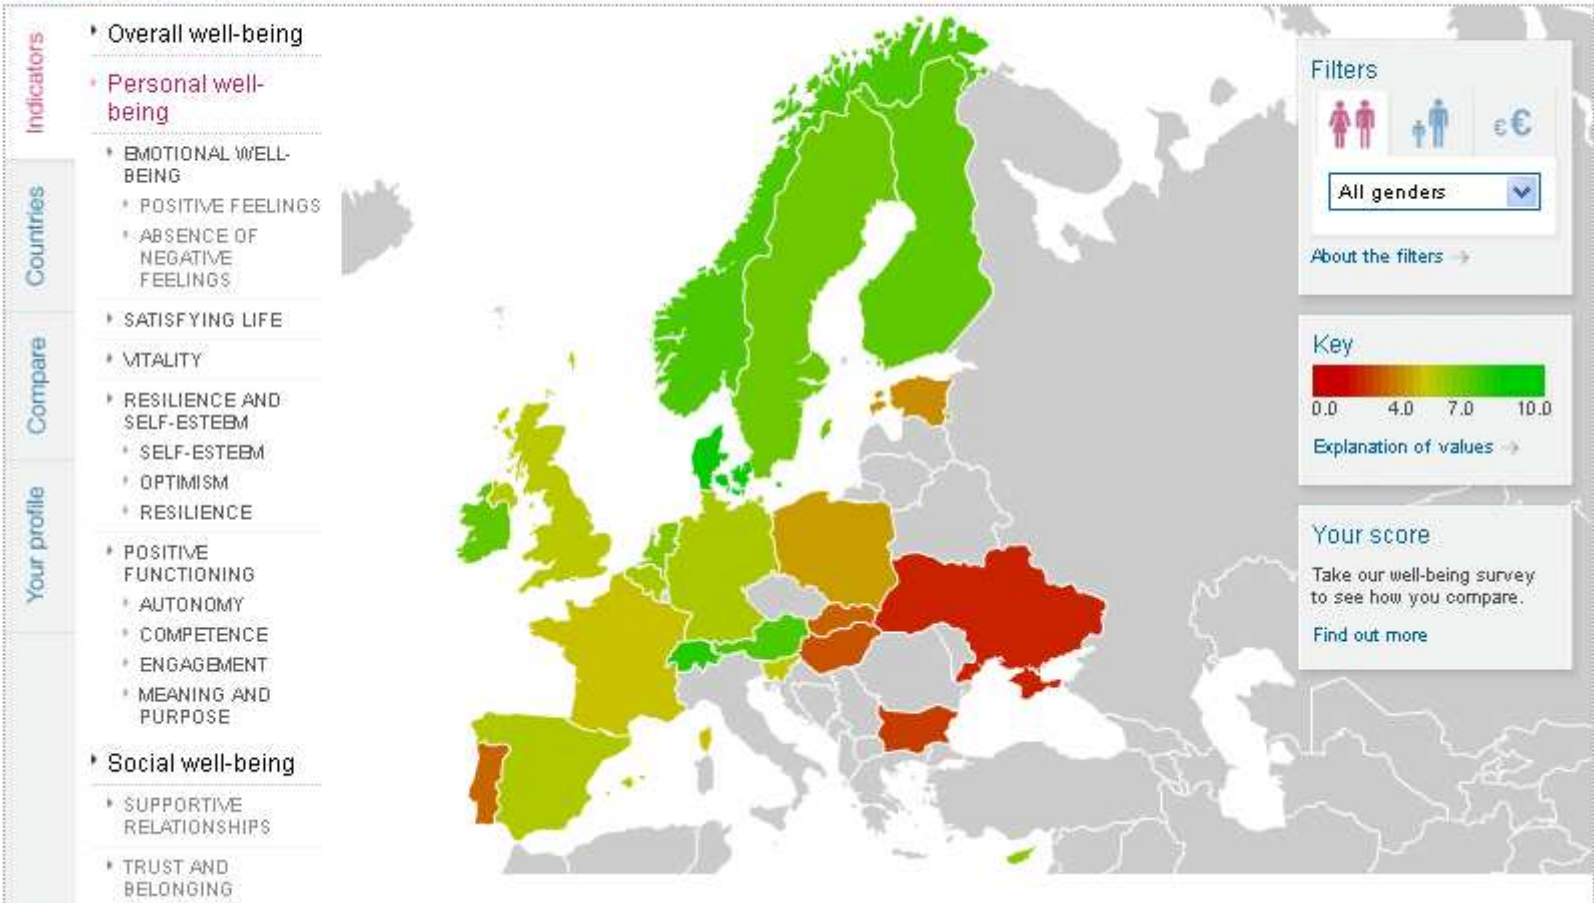 Indicators
Countries
Compare
Your profile
Overall well-being
Personal well-
being
EMOTIONAL WELL-
BEING
POSITIVE FEELINGS
ABSENCE OF
NEGATIVE
FEELINGS
SATISFYING LIFE
VITALITY
RESILIENCE AND
SELF-ESTEEM
SELF-ESTEEM
OPTIMISM
RESILIENCE
POSITIVE
FUNCTIONING
AUTONOMY
COMPETENCE
ENGAGEMENT
MEANING AND
PURPOSE
Social well-being
SUPPORTIVE
RELATIONSHIPS
TRUST AND
BELONGING
Filters
€€
All genders
About the filters
Key
0.0 4.0 7.0 10.0
Explanation of values
Your score
Take our well-being survey
to see how you compare.
Find out more